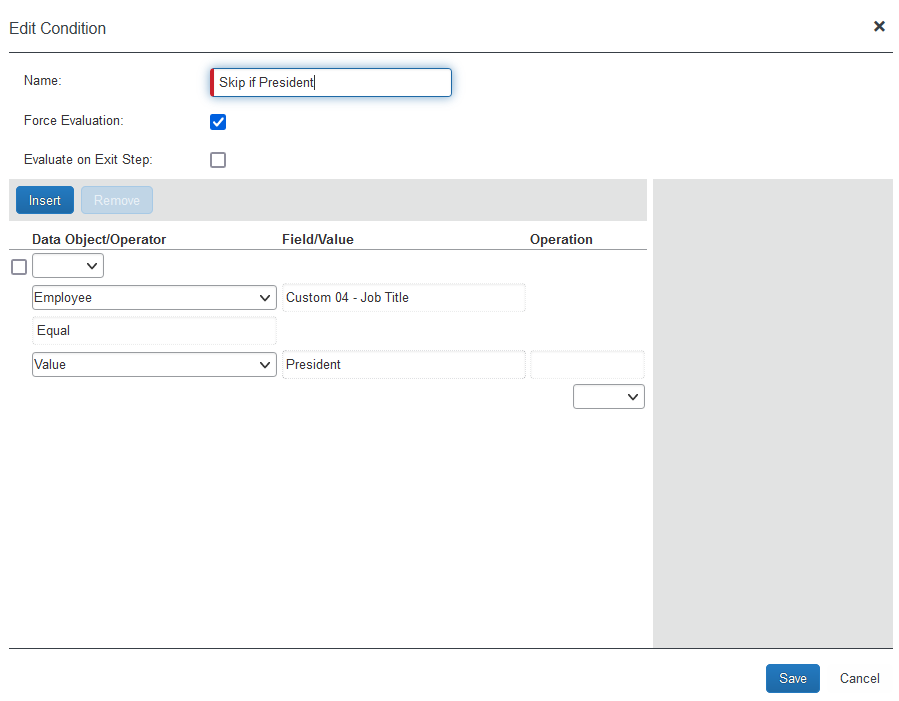 Edit Condition
Name: Skip if President
Force Evaluation:
Evaluate on Exit Step:
Insert Remove
Data Object/Operator Field/Value Operation
Employee Custom 04 - Job Title
Equal
Value President
Save Cancel